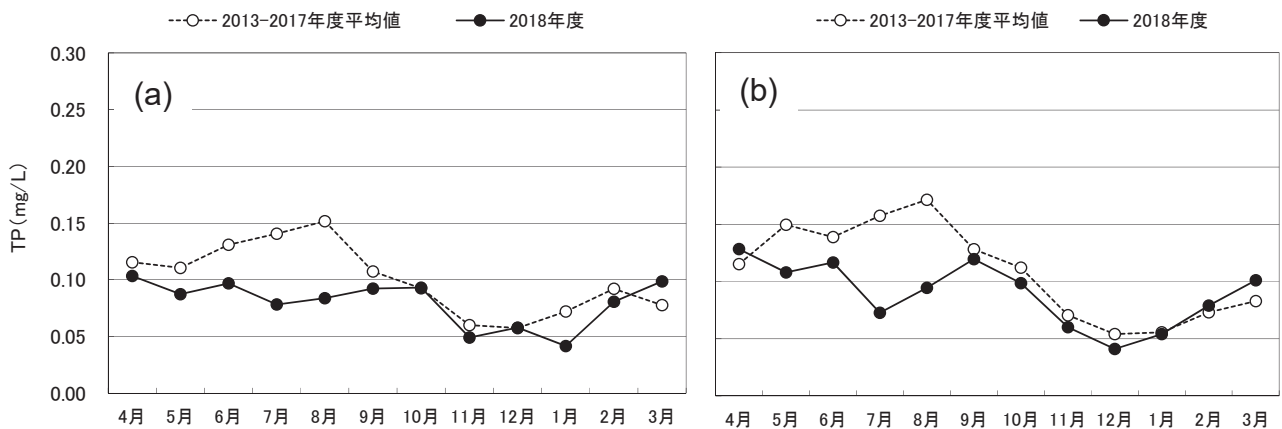 2013-2017年度平均値 2018年度
2013-2017年度平均値 2018年度
TP(mg/L)
0.30
0.25
0.20
0.15
0.10
0.05
0.00
(a)
(b)
4月 5月 6月 7月 8月 9月 10月 11月 12月 1月 2月 3月
4月 5月 6月 7月 8月 9月 10月 11月 12月 1月 2月 3月